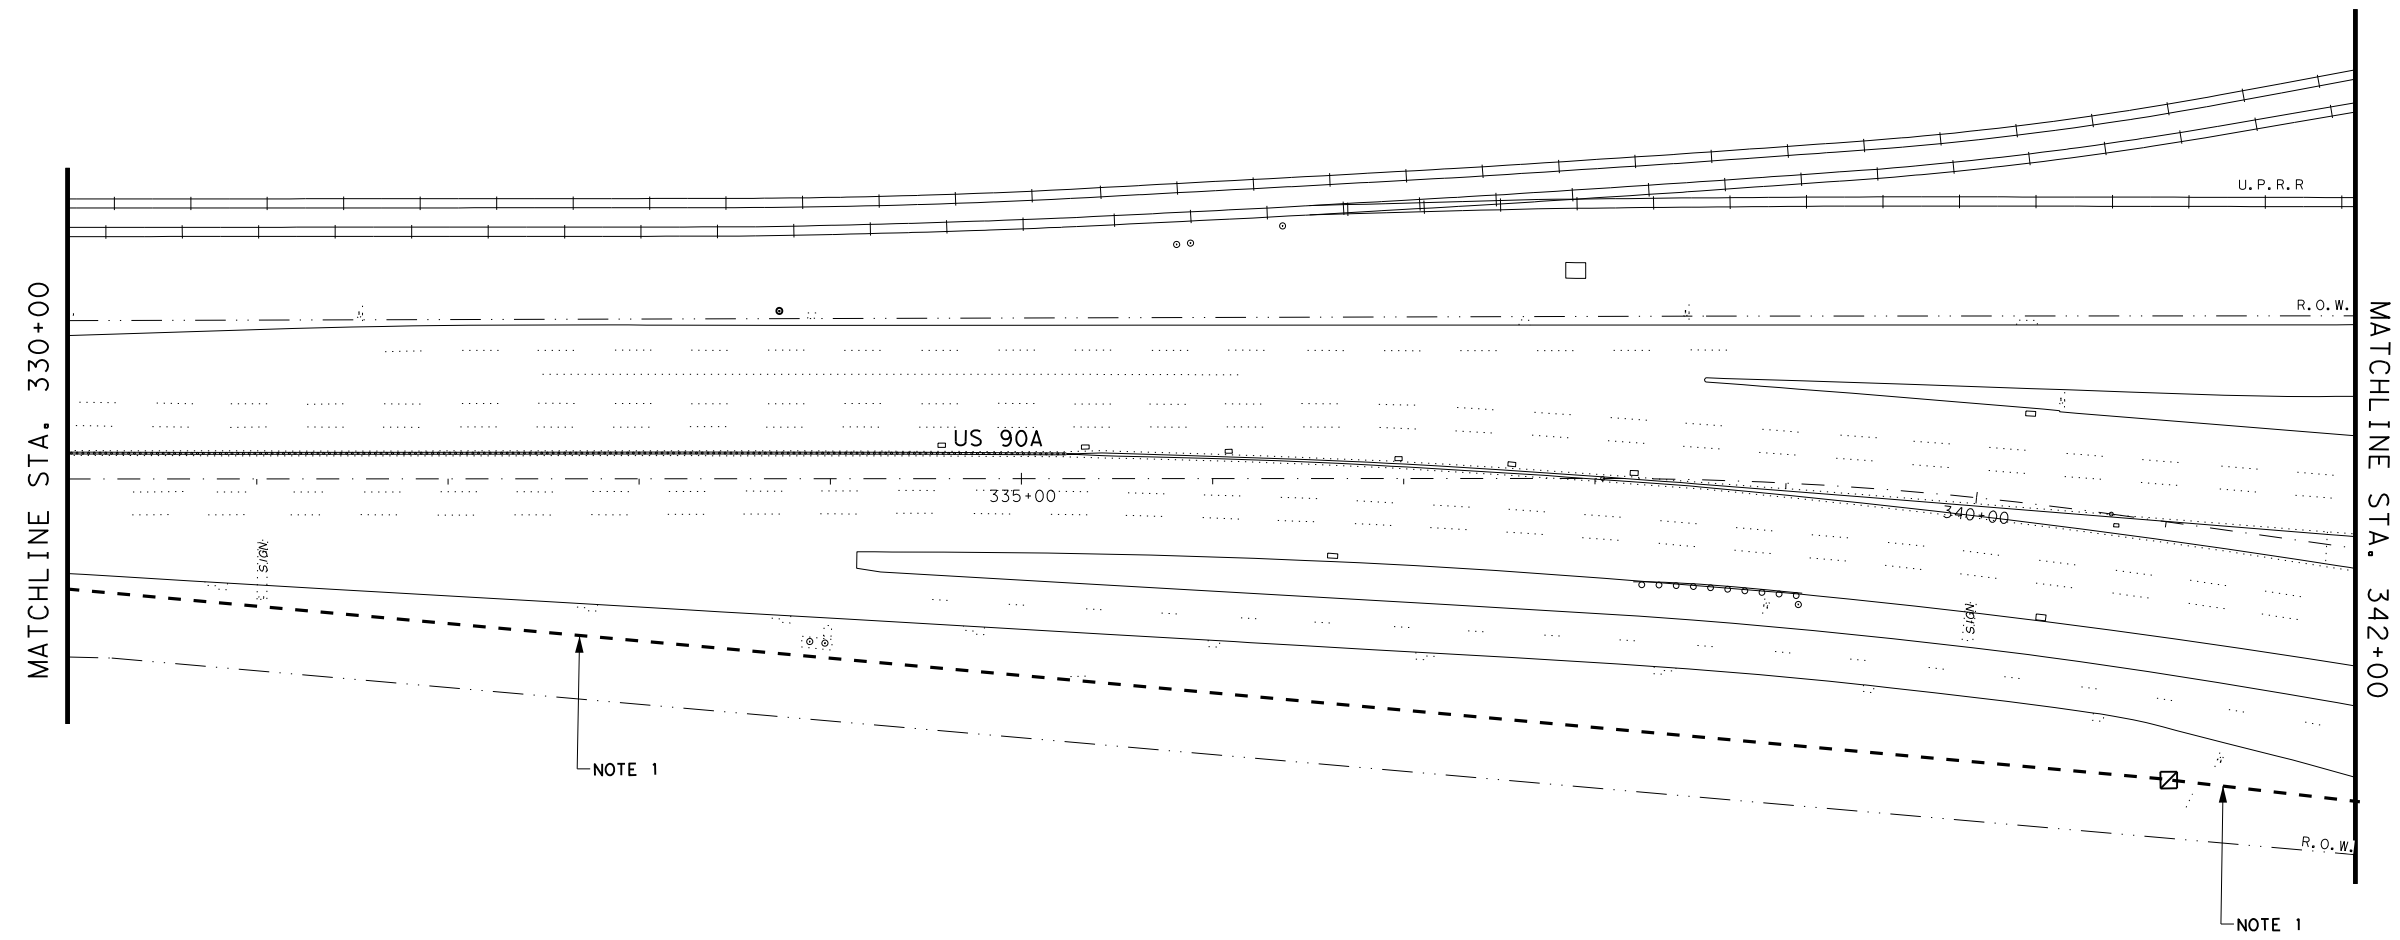 MATCHLINE STA. 330+00
U.P.R.R
R.O.W.
US 90A
335+00
340+00
SIGN
SIGN
NOTE 1
R.O.W.
NOTE 1
MATCHLINE STA. 342+00